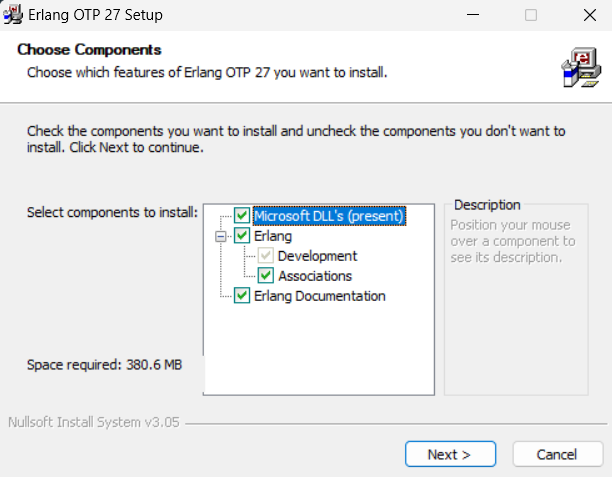 Erlang OTP 27 Setup
Choose Components
Choose which features of Erlang OTP 27 you want to install.
Check the components you want to install and uncheck the components you don't want to
install. Click Next to continue.
Select components to install:
Microsoft DLL's (present)
Erlang
Development
Associations
Erlang Documentation
Description
Position your mouse
over a component to
see its description.
Space required: 380.6 MB
Nullsoft Install System v3.05
Next >
Cancel